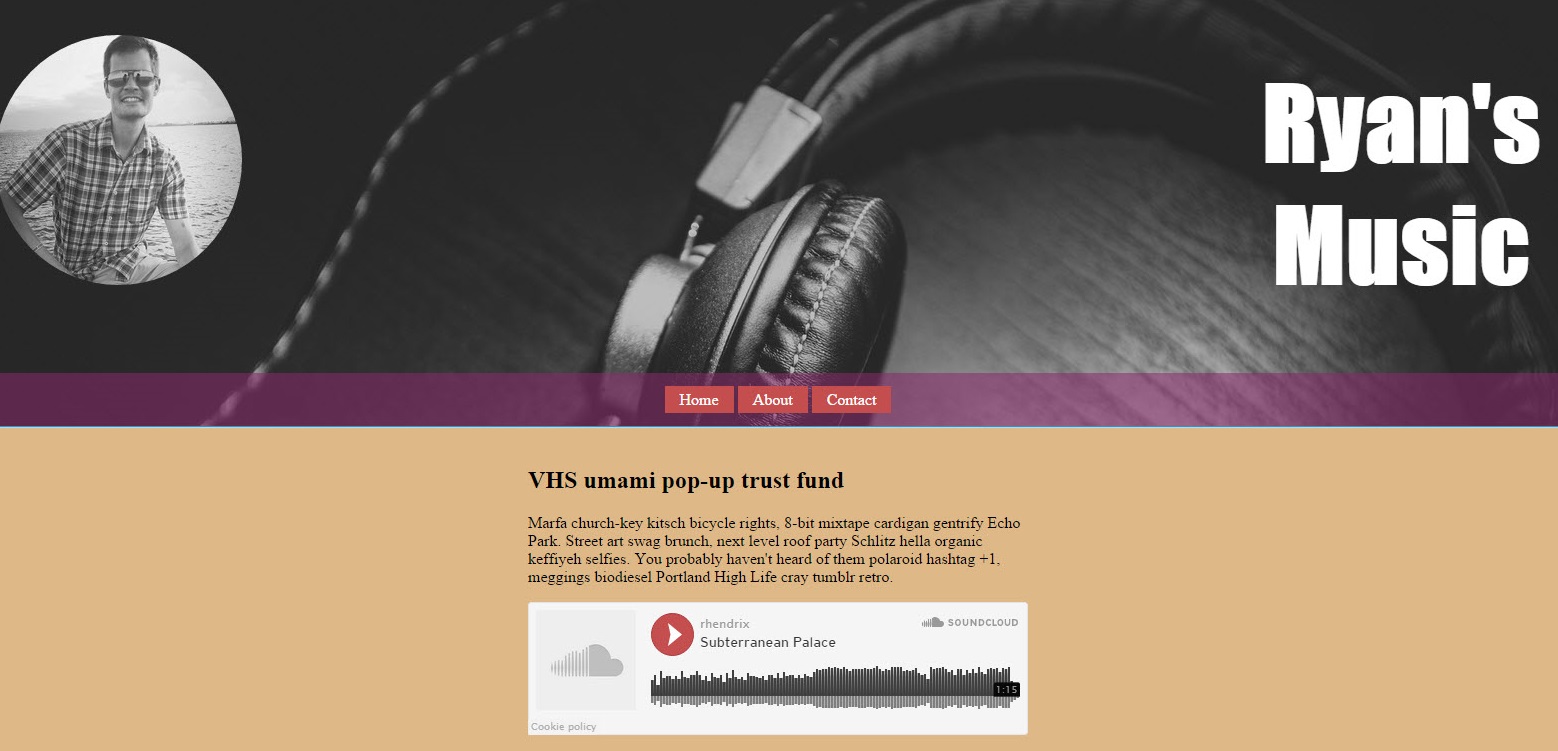 Ryan's
Music
Home About Contact
VHS umami pop-up trust fund
Marfa church-key kitsch bicycle rights, 8-bit mixtape cardigan gentrify Echo
Park. Street art swag brunch, next level roof party Schlitz hella organic
keffiyeh selfies. You probably haven't heard of them polaroid hashtag +1,
meggings biodiesel Portland High Life cray tumblr retro.
rhendrix
SOUNDCLOUD
Subterranean Palace
1:15
Cookie policy